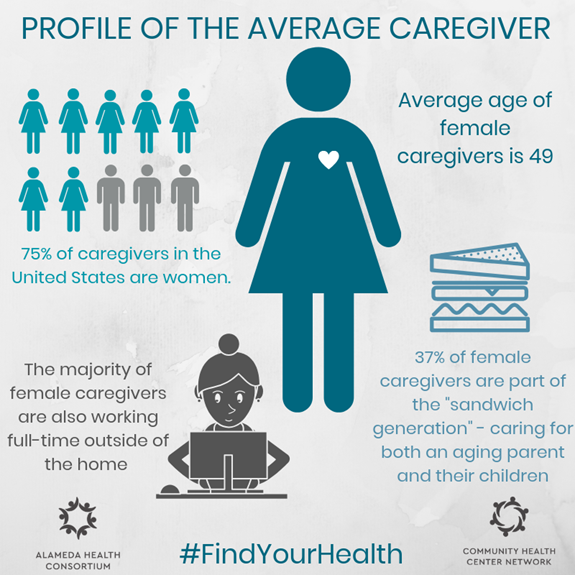 PROFILE OF THE AVERAGE CAREGIVER
Average age of
female
caregivers is 49
75% of caregivers in the
United States are women.
37% of female
caregivers are part of
the "sandwich
generation" - caring for
both an aging parent
and their children
The majority of
female caregivers
are also working
full-time outside of
the home
ALAMEDA HEALTH
CONSORTIUM
#FindYourHealth
COMMUNITY HEALTH
CENTER NETWORK